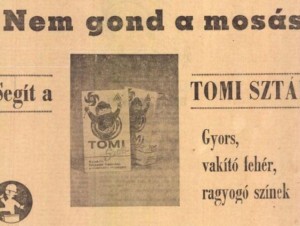 Nem gond a mosás
Segít a
TOMI SZTÁ
TOMI
Gyors,
vakító fehér,
ragyogó színek